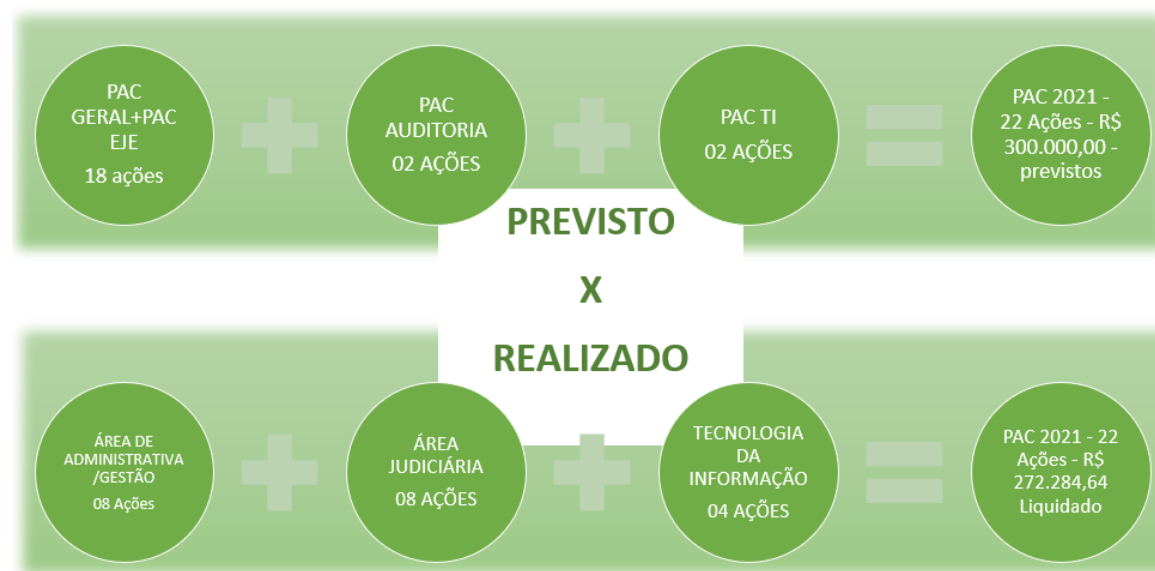 PAC
GERAL+PAC
EJE
18 ações
PAC
AUDITORIA
02 AÇÕES
PAC TI
02 AÇÕES
PAC 2021 -
22 Ações - R$
300.000,00 -
previstos
PREVISTO
X
REALIZADO
ÁREA DE
ADMINISTRATIVA
/GESTÃO
08 Ações
ÁREA
JUDICIÁRIA
08 AÇÕES
TECNOLOGIA
DA
INFORMAÇÃO
04 AÇÕES
PAC 2021 - 22
Ações - R$
272.284,64
Liquidado